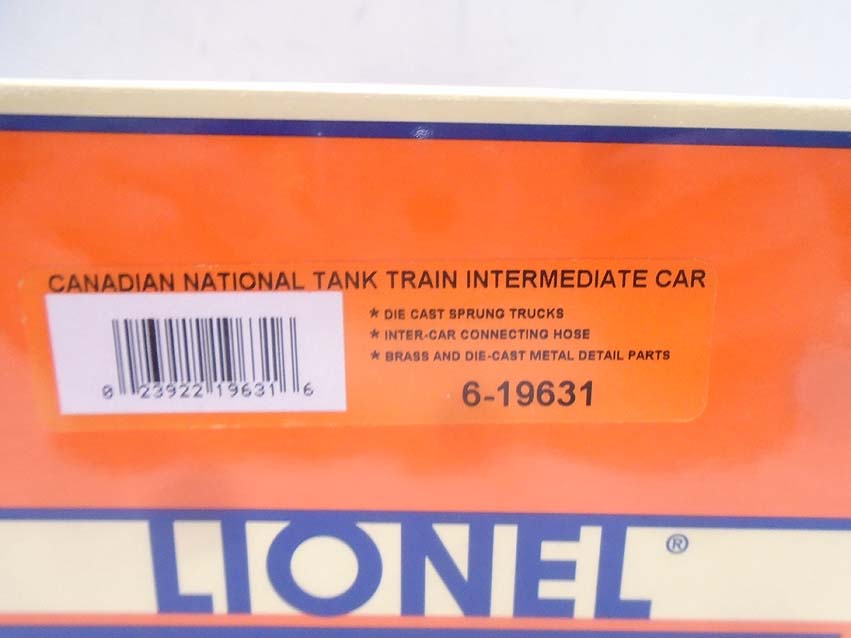 CANADIAN NATIONAL TANK TRAIN INTERMEDIATE CAR
* DIE CAST SPRUNG TRUCKS
* INTER-CAR CONNECTING HOSE
* BRASS AND DIE-CAST METAL DETAIL PARTS
0 23922 19631 6
6-19631
LIONEL ®